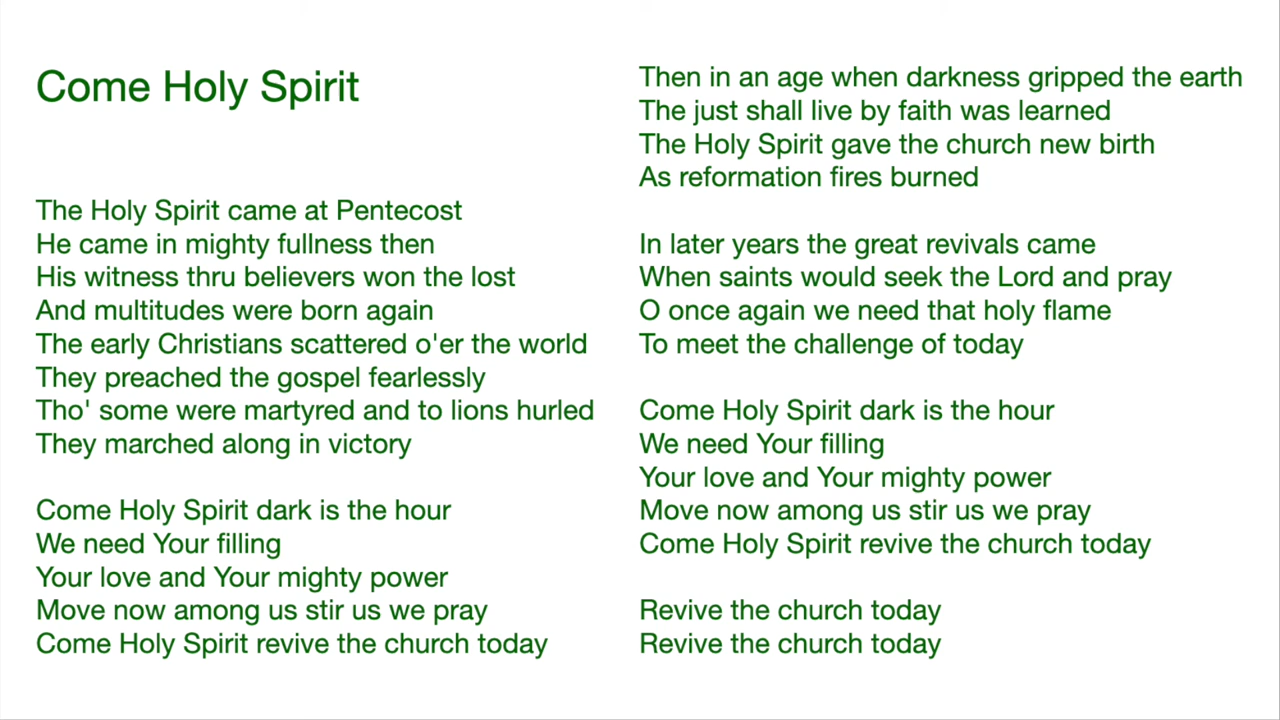 Come Holy Spirit
The Holy Spirit came at Pentecost
He came in mighty fullness then
His witness thru believers won the lost
And multitudes were born again
The early Christians scattered o'er the world
They preached the gospel fearlessly
Tho' some were martyred and to lions hurled
They marched along in victory
Come Holy Spirit dark is the hour
We need Your filling
Your love and Your mighty power
Move now among us stir us we pray
Come Holy Spirit revive the church today
Then in an age when darkness gripped the earth
The just shall live by faith was learned
The Holy Spirit gave the church new birth
As reformation fires burned
In later years the great revivals came
When saints would seek the Lord and pray
O once again we need that holy flame
To meet the challenge of today
Come Holy Spirit dark is the hour
We need Your filling
Your love and Your mighty power
Move now among us stir us we pray
Come Holy Spirit revive the church today
Revive the church today
Revive the church today